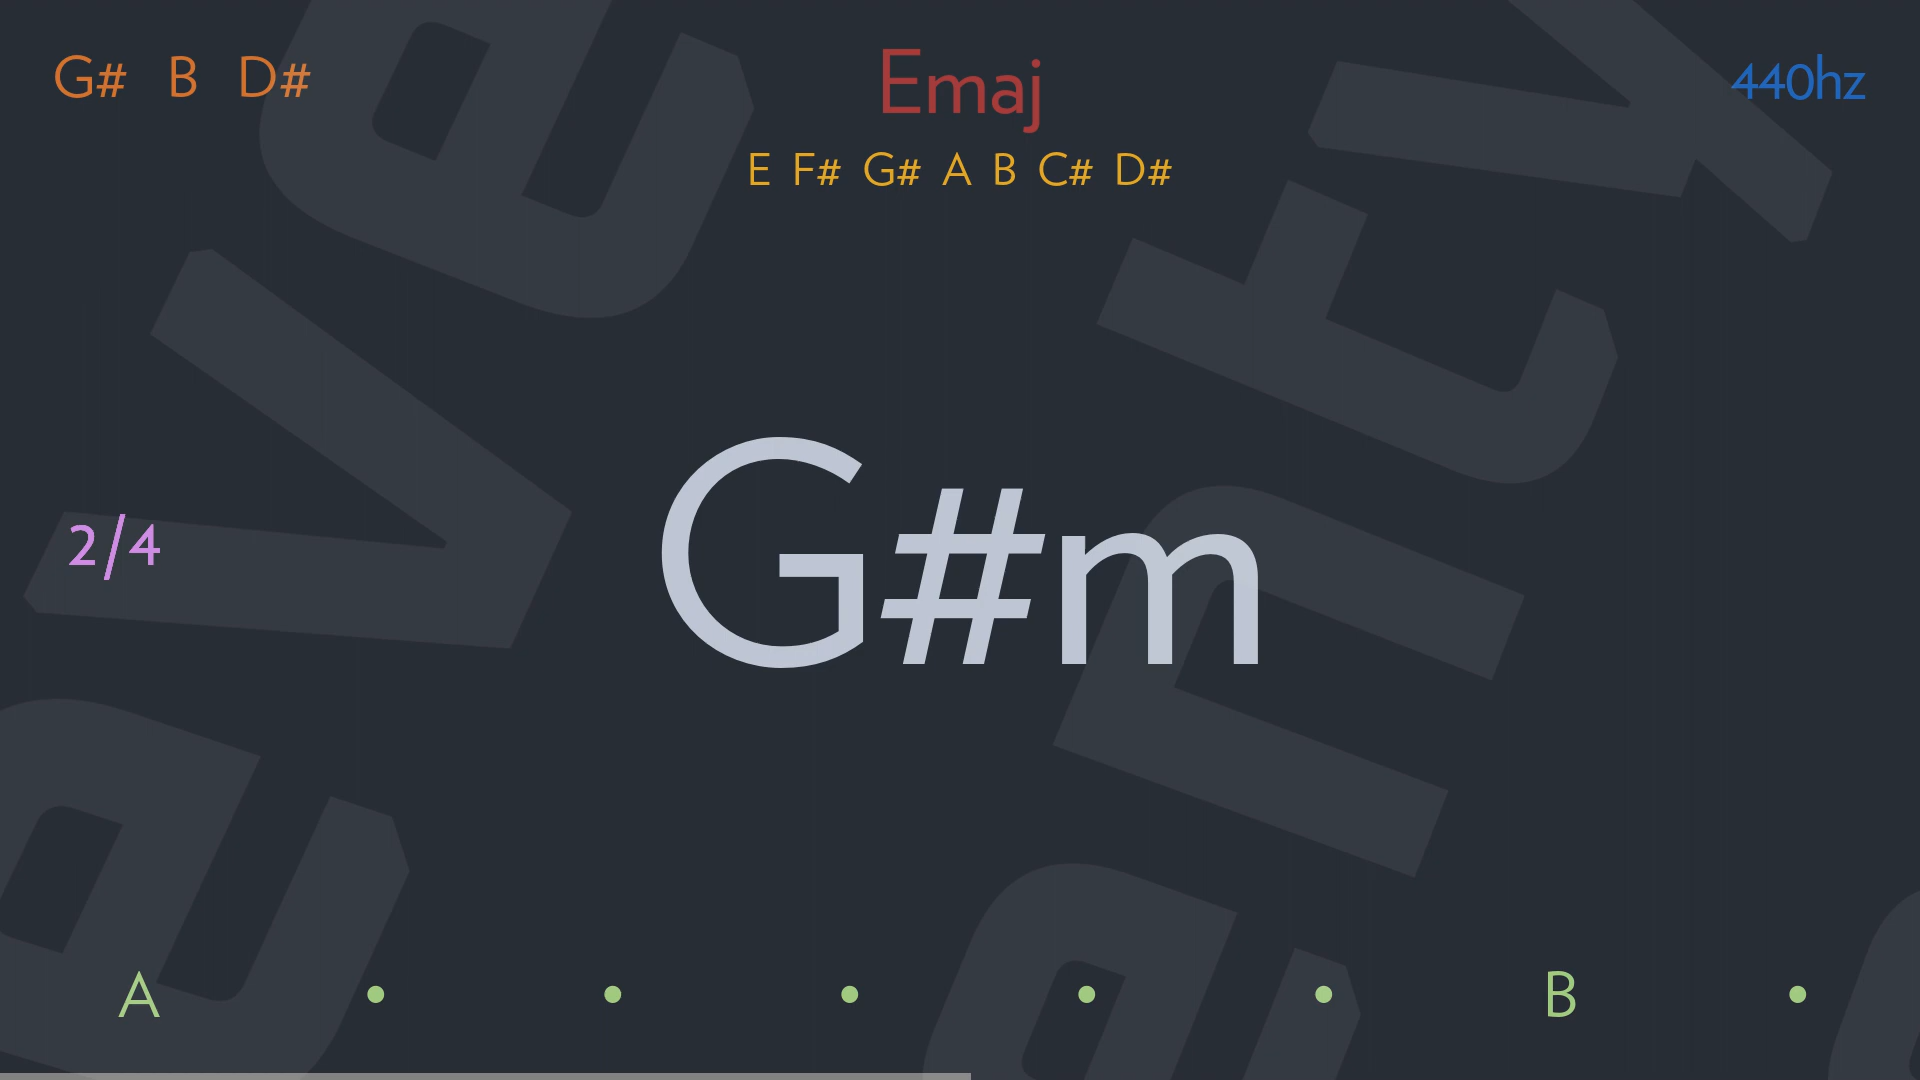 G# B D#
Emaj
440hz
E F# G# A B C# D#
2/4
G#m
A • • • • • B •